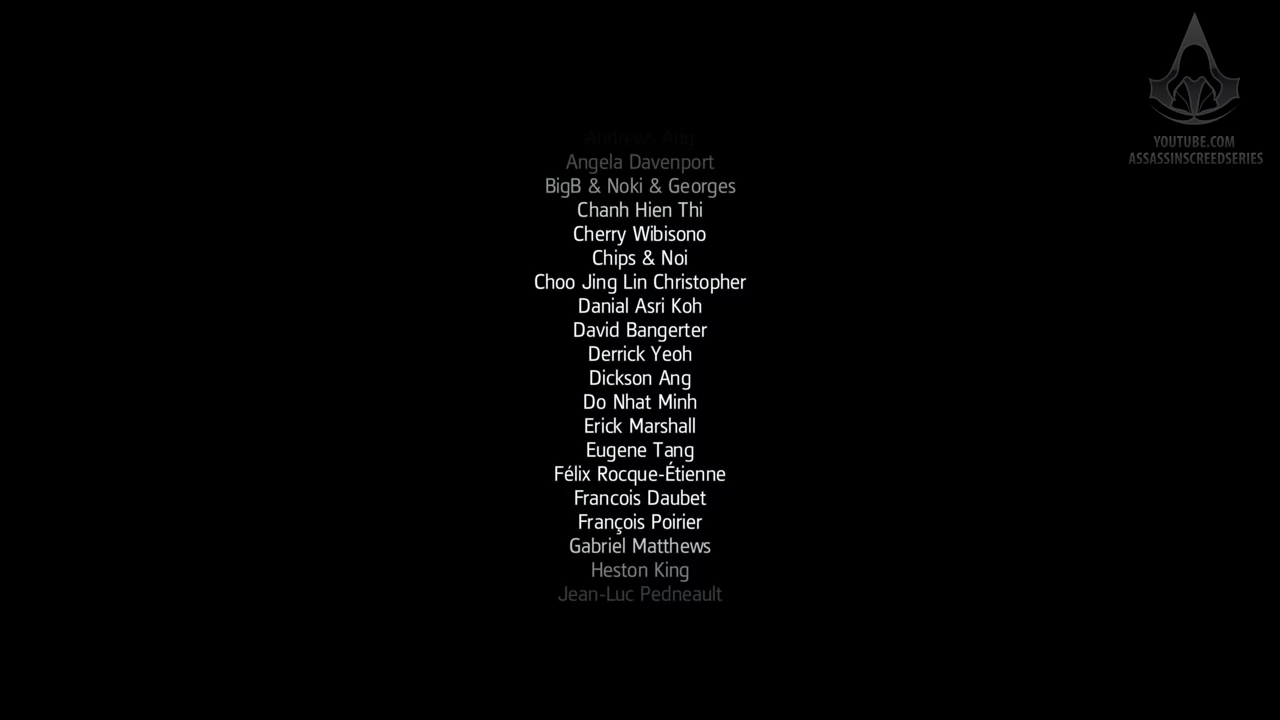 Andrews Ang
Angela Davenport
BigB & Noki & Georges
Chanh Hien Thi
Cherry Wibisono
Chips & Noi
Choo Jing Lin Christopher
Danial Asri Koh
David Bangerter
Derrick Yeoh
Dickson Ang
Do Nhat Minh
Erick Marshall
Eugene Tang
Félix Rocque-Étienne
Francois Daubet
François Poirier
Gabriel Matthews
Heston King
Jean-Luc Pedneault
YOUTUBE.COM
ASSASSINSCREEDSERIES